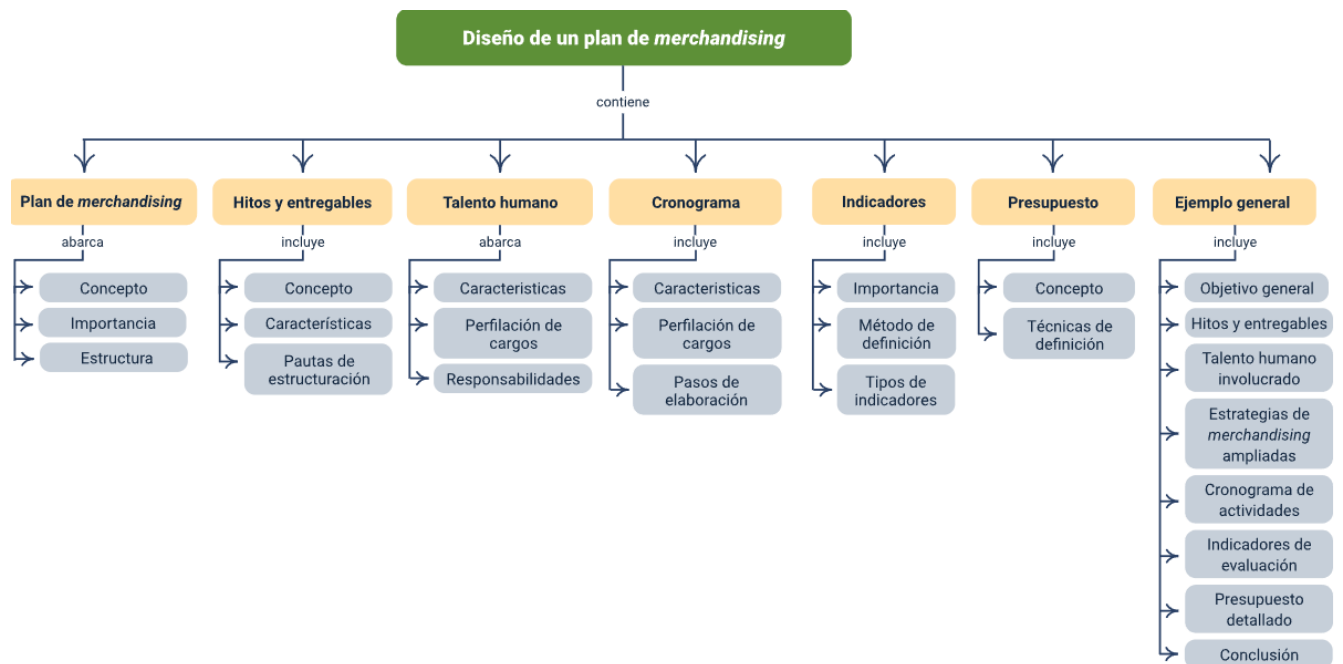 Diseño de un plan de merchandising
contiene
Plan de merchandising
abarca
Concepto
Importancia
Estructura
Hitos y entregables
incluye
Concepto
Características
Pautas de
estructuración
Talento humano
abarca
Caracteristicas
Perfilación de
cargos
Responsabilidades
Cronograma
incluye
Caracteristicas
Perfilación de
cargos
Pasos de
elaboración
Indicadores
incluye
Importancia
Método de
definición
Tipos de
indicadores
Presupuesto
incluye
Concepto
Técnicas de
definición
Ejemplo general
incluye
Objetivo general
Hitos y entregables
Talento humano
involucrado
Estrategias de
merchandising
ampliadas
Cronograma de
actividades
Indicadores de
evaluación
Presupuesto
detallado
Conclusión